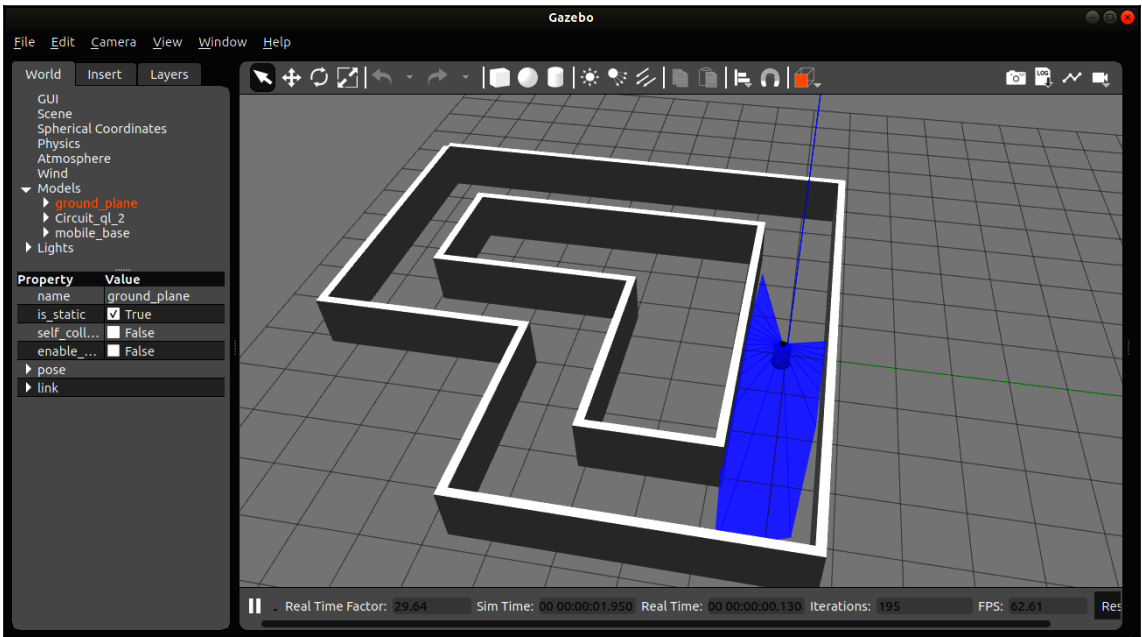 Gazebo
File Edit Camera View Window Help
World Insert Layers
LOG
GUI
Scene
Spherical Coordinates
Physics
Atmosphere
Wind
Models
ground_plane
Circuit_ql_2
mobile_base
Lights
Property Value
name ground_plane
is_static True
self_coll... False
enable_... False
pose
link
Real Time Factor: 29.64 Sim Time: 00 00:00:01.950 Real Time: 00 00:00:00.130 Iterations: 195 FPS: 62.61 Res